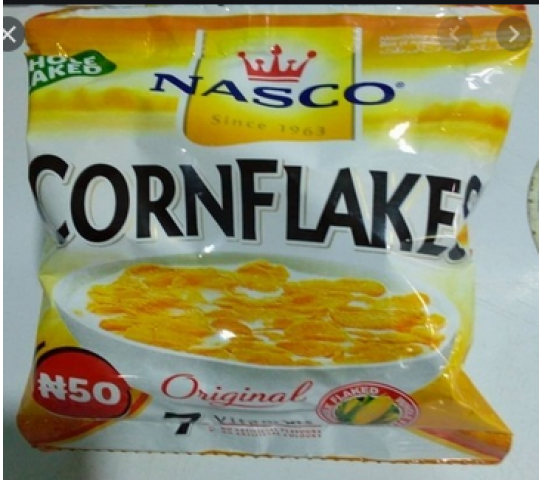 NASCO
Since 1963
CORNFLAKES
₦50
Original
7 Vitamins
FLAKED